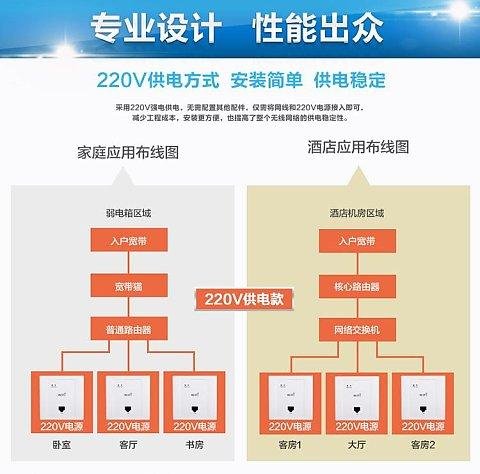 专业设计 性能出众
220V供电方式 安装简单 供电稳定
采用220V强电供电，无需配置其他配件，仅需将网线和220V电源接入即可，
减少工程成本，安装更方便，也提高了整个无线网络的供电稳定性。
家庭应用布线图
弱电箱区域
入户宽带
宽带猫
普通路由器
220V电源 220V电源 220V电源
卧室 客厅 书房
220V供电款
酒店应用布线图
酒店机房区域
入户宽带
核心路由器
网络交换机
220V电源 220V电源 220V电源
客房1 大厅 客房2